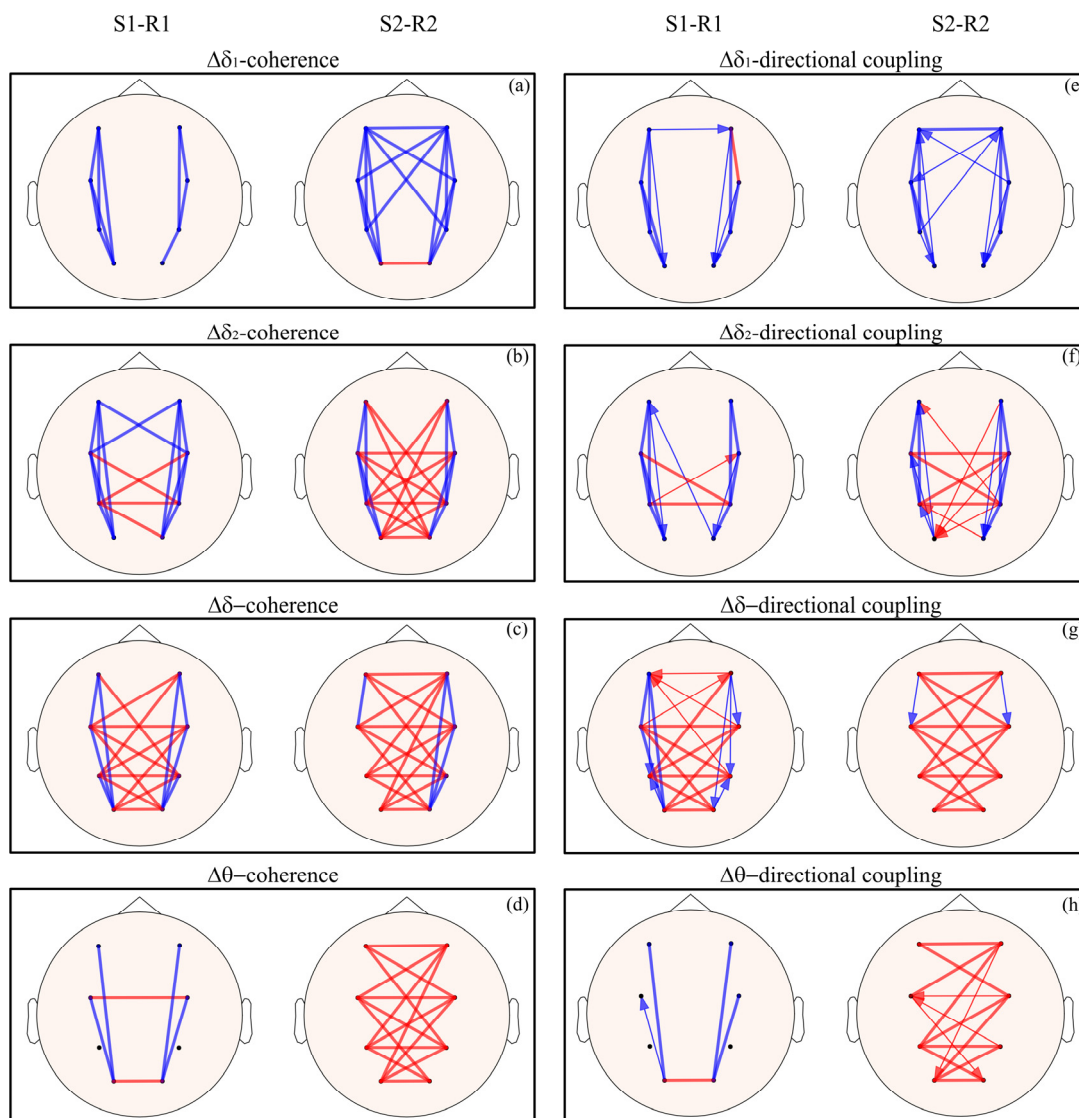 S1-R1 S2-R2 S1-R1 S2-R2
Δδ₁-coherence Δδ₁-directional coupling
(a) (e)
Δδ₂-coherence Δδ₂-directional coupling
(b) (f)
Δδ−coherence Δδ−directional coupling
(c) (g)
Δθ−coherence Δθ−directional coupling
(d) (h)